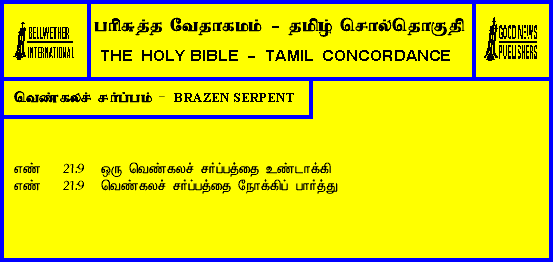 BELLWETHER
INTERNATIONAL
பரிசுத்த வேதாகமம் - தமிழ் சொல்தொகுதி
THE HOLY BIBLE - TAMIL CONCORDANCE
GOOD NEWS
PUBLISHERS
வெண்கலச் சர்ப்பம் - BRAZEN SERPENT
எண் 21:9 ஒரு வெண்கலச் சர்ப்பத்தை உண்டாக்கி
எண் 21:9 வெண்கலச் சர்ப்பத்தை நோக்கிப் பார்த்து